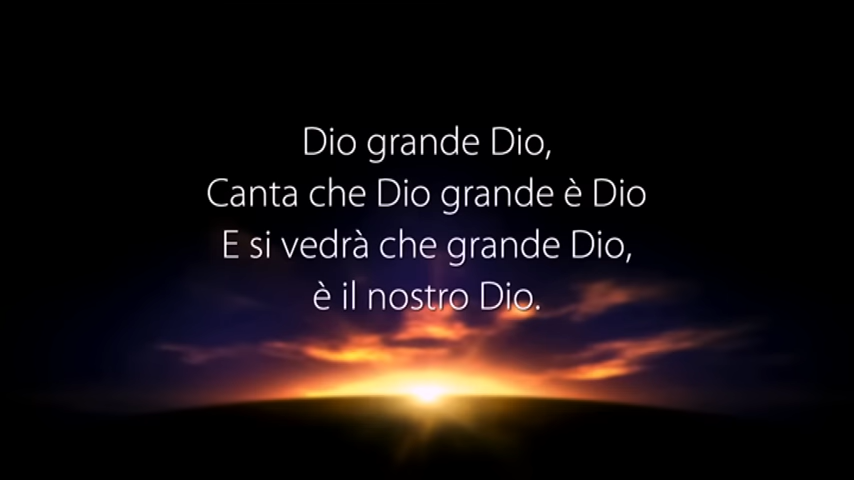 Dio grande Dio,
Canta che Dio grande è Dio
E si vedrà che grande Dio,
è il nostro Dio.